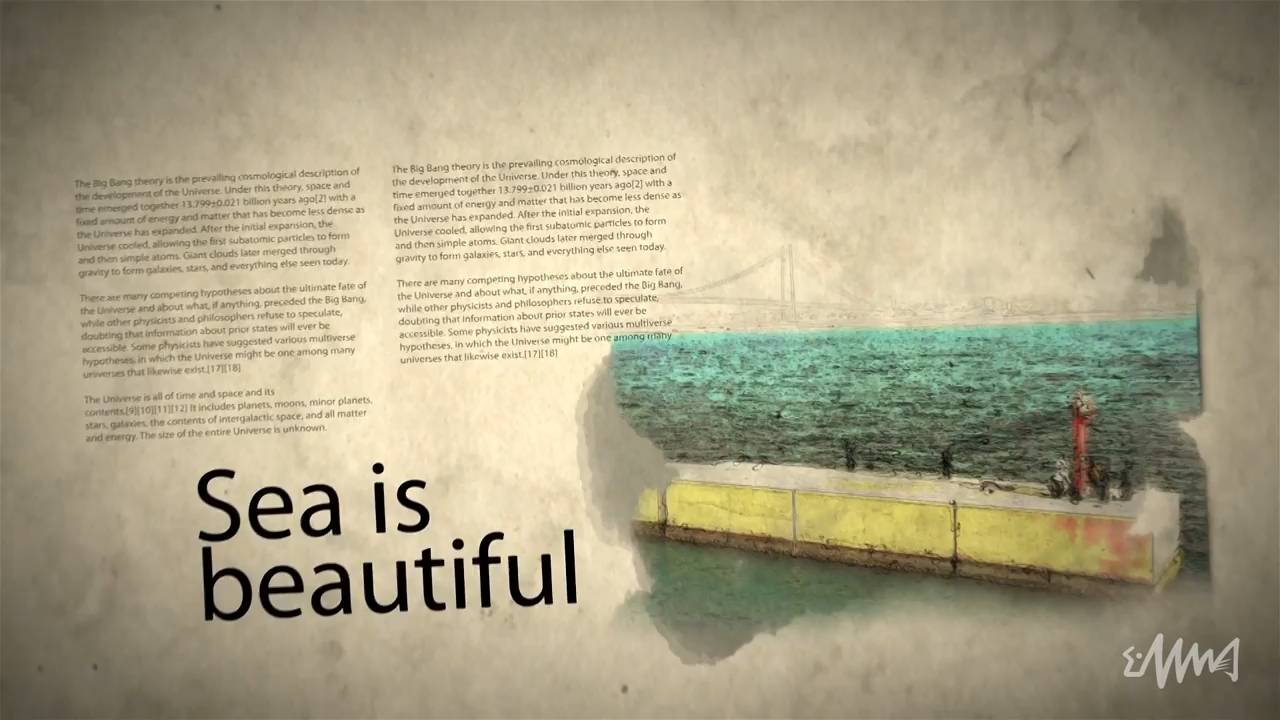 The Big Bang theory is the prevailing cosmological description of
the development of the Universe. Under this theory, space and
time emerged together 13.799±0.021 billion years ago[2] with a
fixed amount of energy and matter that has become less dense as
the Universe has expanded. After the initial expansion, the
Universe cooled, allowing the first subatomic particles to form
and then simple atoms. Giant clouds later merged through
gravity to form galaxies, stars, and everything else seen today.
There are many competing hypotheses about the ultimate fate of
the Universe and about what, if anything, preceded the Big Bang,
while other physicists and philosophers refuse to speculate,
doubting that information about prior states will ever be
accessible. Some physicists have suggested various multiverse
hypotheses, in which the Universe might be one among many
universes that likewise exist.[17][18]
The Universe is all of time and space and its
contents.[9][10][11][12] It includes planets, moons, minor planets,
stars, galaxies, the contents of intergalactic space, and all matter
and energy. The size of the entire Universe is unknown.
The Big Bang theory is the prevailing cosmological description of
the development of the Universe. Under this theory, space and
time emerged together 13.799±0.021 billion years ago[2] with a
fixed amount of energy and matter that has become less dense as
the Universe has expanded. After the initial expansion, the
Universe cooled, allowing the first subatomic particles to form
and then simple atoms. Giant clouds later merged through
gravity to form galaxies, stars, and everything else seen today.
There are many competing hypotheses about the ultimate fate of
the Universe and about what, if anything, preceded the Big Bang,
while other physicists and philosophers refuse to speculate,
doubting that information about prior states will ever be
accessible. Some physicists have suggested various multiverse
hypotheses, in which the Universe might be one among many
universes that likewise exist.[17][18]
Sea is
beautiful